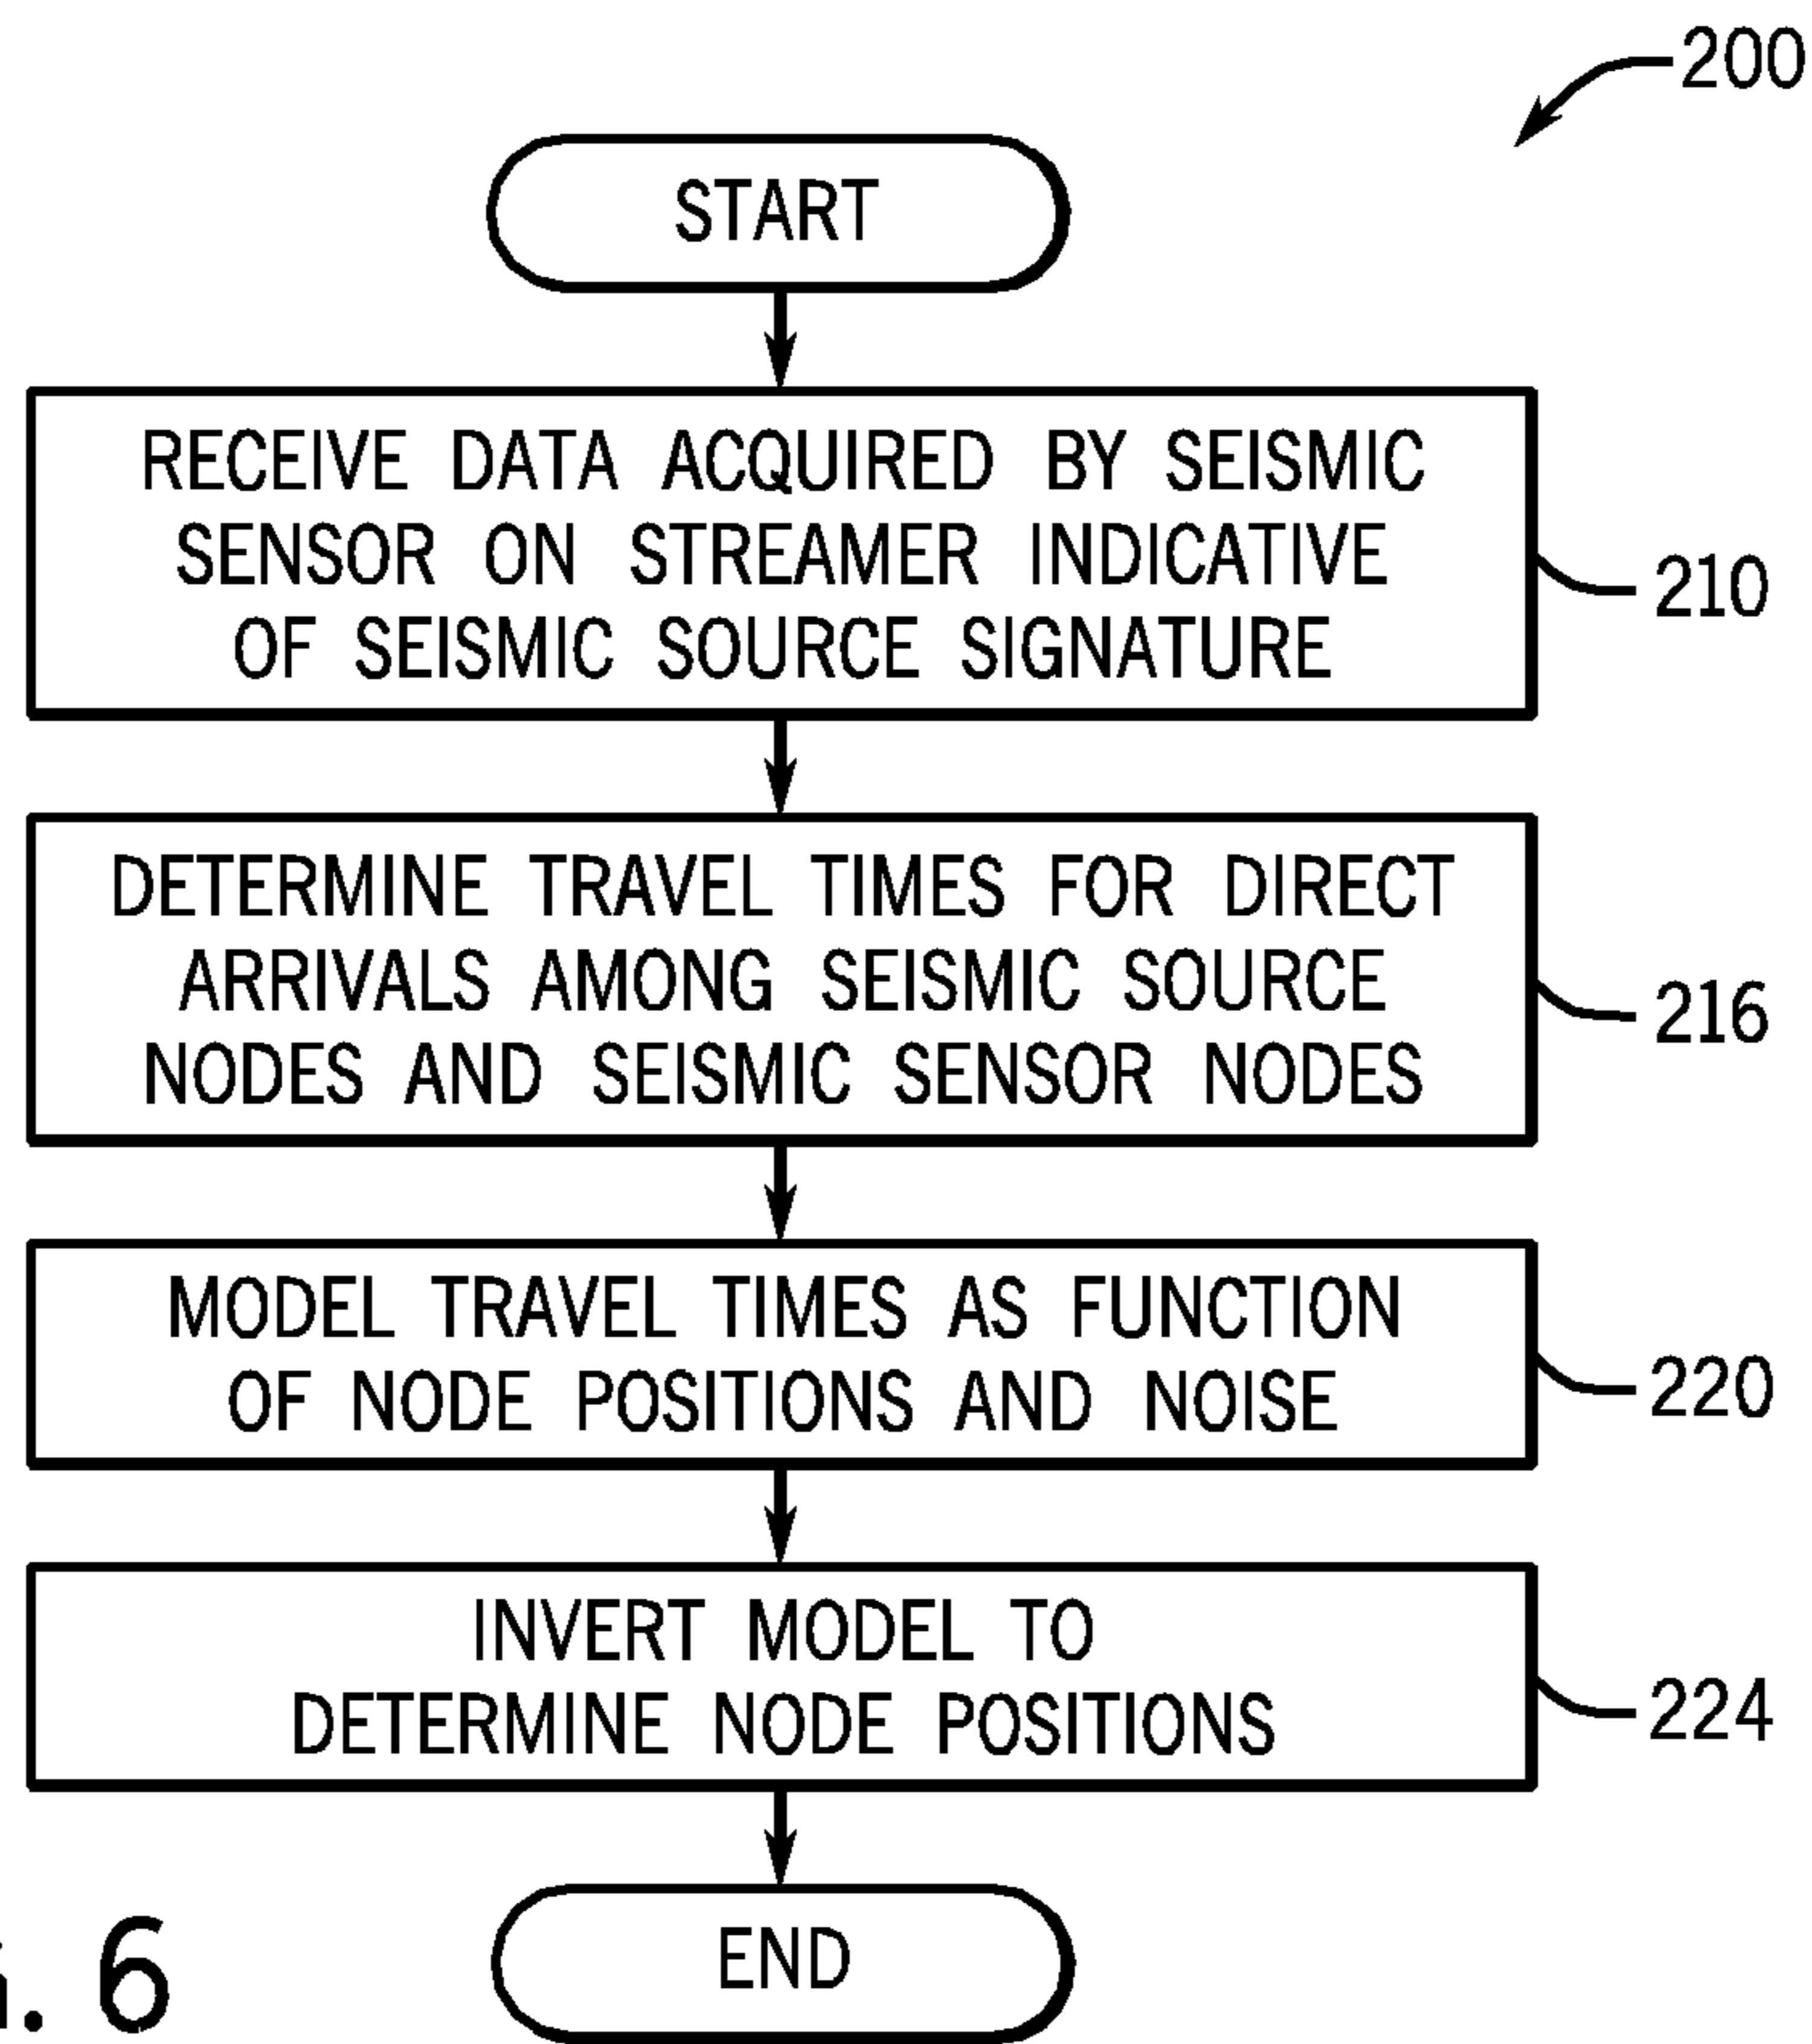 200
START
RECEIVE DATA ACQUIRED BY SEISMIC
SENSOR ON STREAMER INDICATIVE
OF SEISMIC SOURCE SIGNATURE
210
DETERMINE TRAVEL TIMES FOR DIRECT
ARRIVALS AMONG SEISMIC SOURCE
NODES AND SEISMIC SENSOR NODES
216
MODEL TRAVEL TIMES AS FUNCTION
OF NODE POSITIONS AND NOISE
220
INVERT MODEL TO
DETERMINE NODE POSITIONS
224
END
6